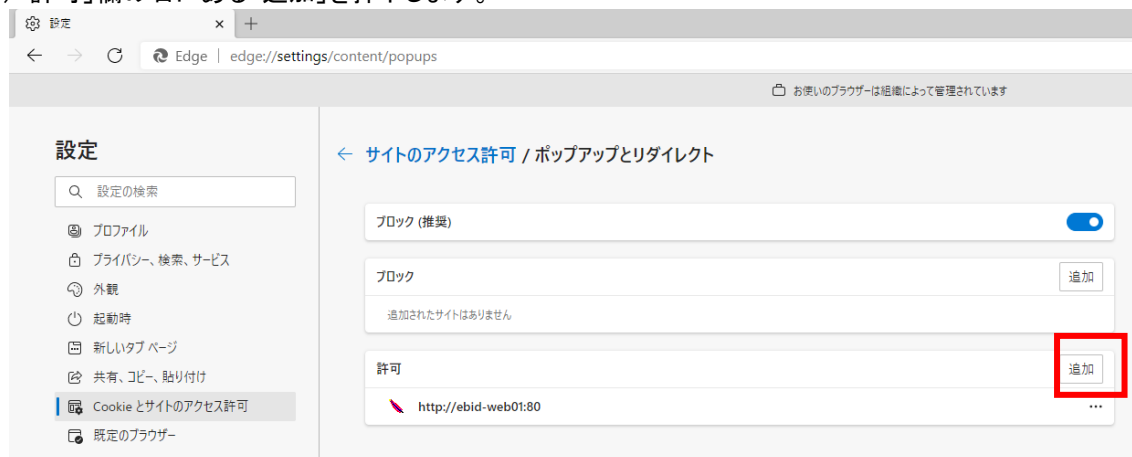 許可」欄の右にある「追加」を押下します。
設定
Edge | edge://settings/content/popups
お使いのブラウザーは組織によって管理されています
設定
設定の検索
プロファイル
プライバシー、検索、サービス
外観
起動時
新しいタブ ページ
共有、コピー、貼り付け
Cookie とサイトのアクセス許可
既定のブラウザー
サイトのアクセス許可 / ポップアップとリダイレクト
ブロック (推奨)
ブロック 追加
追加されたサイトはありません
許可 追加
http://ebid-web01:80